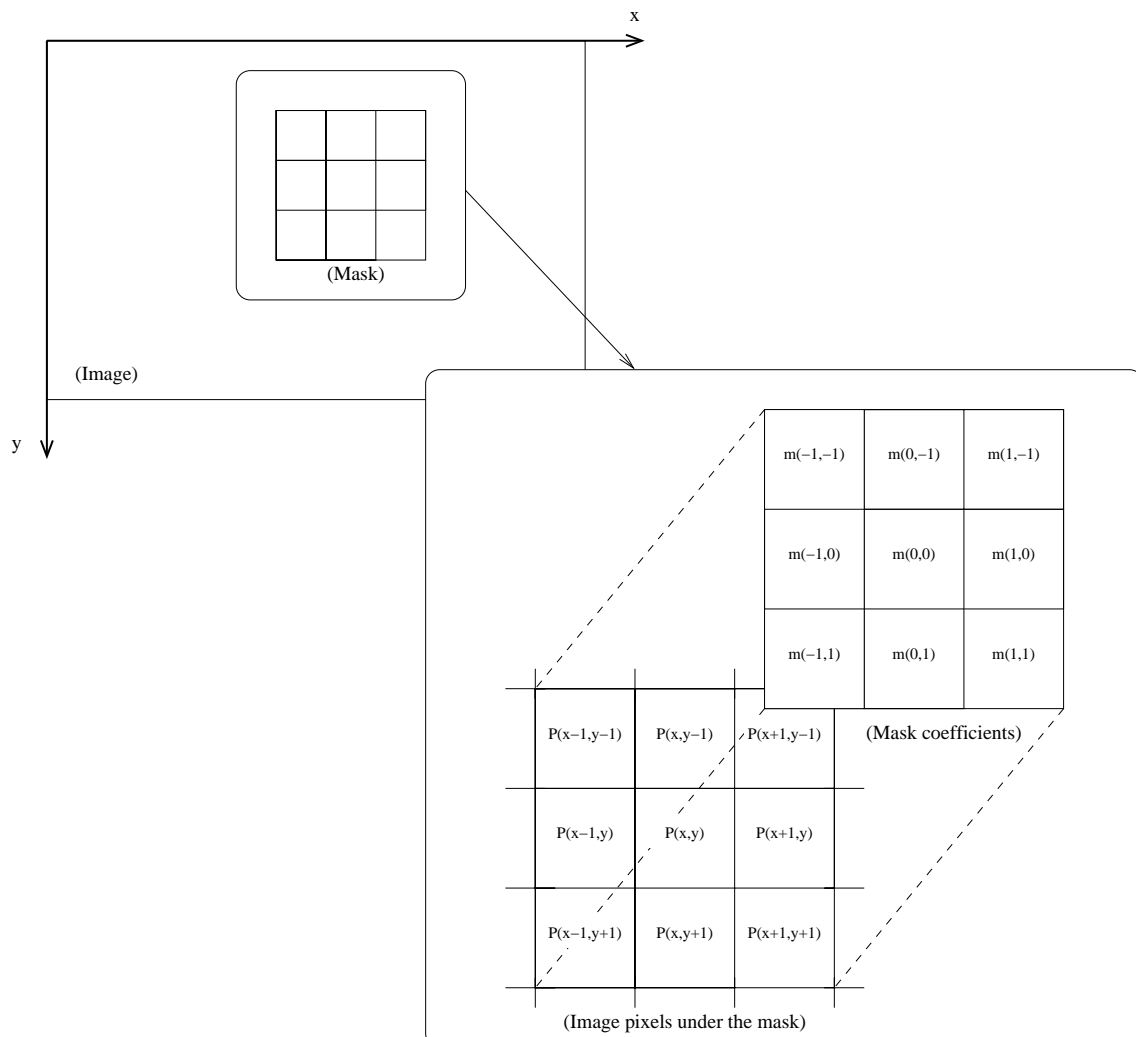 x
(Mask)
(Image)
y
m(−1,−1) m(0,−1) m(1,−1)
m(−1,0) m(0,0) m(1,0)
m(−1,1) m(0,1) m(1,1)
(Mask coefficients)
P(x−1,y−1) P(x,y−1) P(x+1,y−1)
P(x−1,y) P(x,y) P(x+1,y)
P(x−1,y+1) P(x,y+1) P(x+1,y+1)
(Image pixels under the mask)